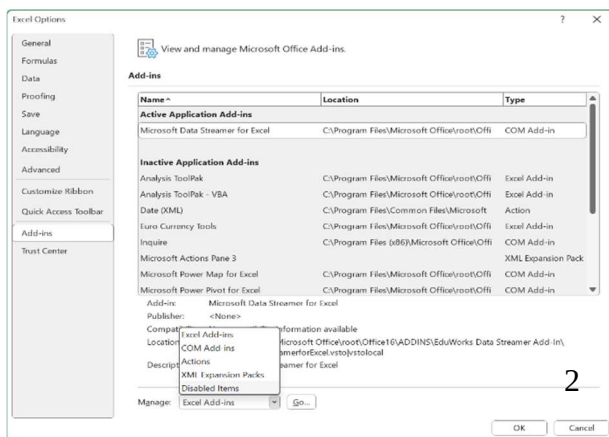 Excel Options ? ×
General
Formulas
Data
Proofing
Save
Language
Accessibility
Advanced
Customize Ribbon
Quick Access Toolbar
Add-ins
Trust Center
View and manage Microsoft Office Add-ins.
Add-ins
Name Location Type
Active Application Add-ins
Microsoft Data Streamer for Excel C:\Program Files\Microsoft Office\root\Offi COM Add-in
Inactive Application Add-ins
Analysis ToolPak C:\Program Files\Microsoft Office\root\Offi Excel Add-in
Analysis ToolPak - VBA C:\Program Files\Microsoft Office\root\Offi Excel Add-in
Date (XML) C:\Program Files\Common Files\Microsoft Action
Euro Currency Tools C:\Program Files\Microsoft Office\root\Offi Excel Add-in
Inquire C:\Program Files (x86)\Microsoft Office\Offi COM Add-in
Microsoft Actions Pane 3 XML Expansion Pack
Microsoft Power Map for Excel C:\Program Files\Microsoft Office\root\Offi COM Add-in
Microsoft Power Pivot for Excel C:\Program Files\Microsoft Office\root\Offi COM Add-in
Add-in: Microsoft Data Streamer for Excel
Publisher: <None>
Compati formation available
Location icrosoft Office\root\Office16\ADDINS\EduWorks Data Streamer Add-In\
amerforExcel.vsto|vstolocal
Descript eamer for Excel
Excel Add-ins
COM Add-ins
Actions
XML Expansion Packs
Disabled Items
2
Manage: Excel Add-ins Go...
OK Cancel